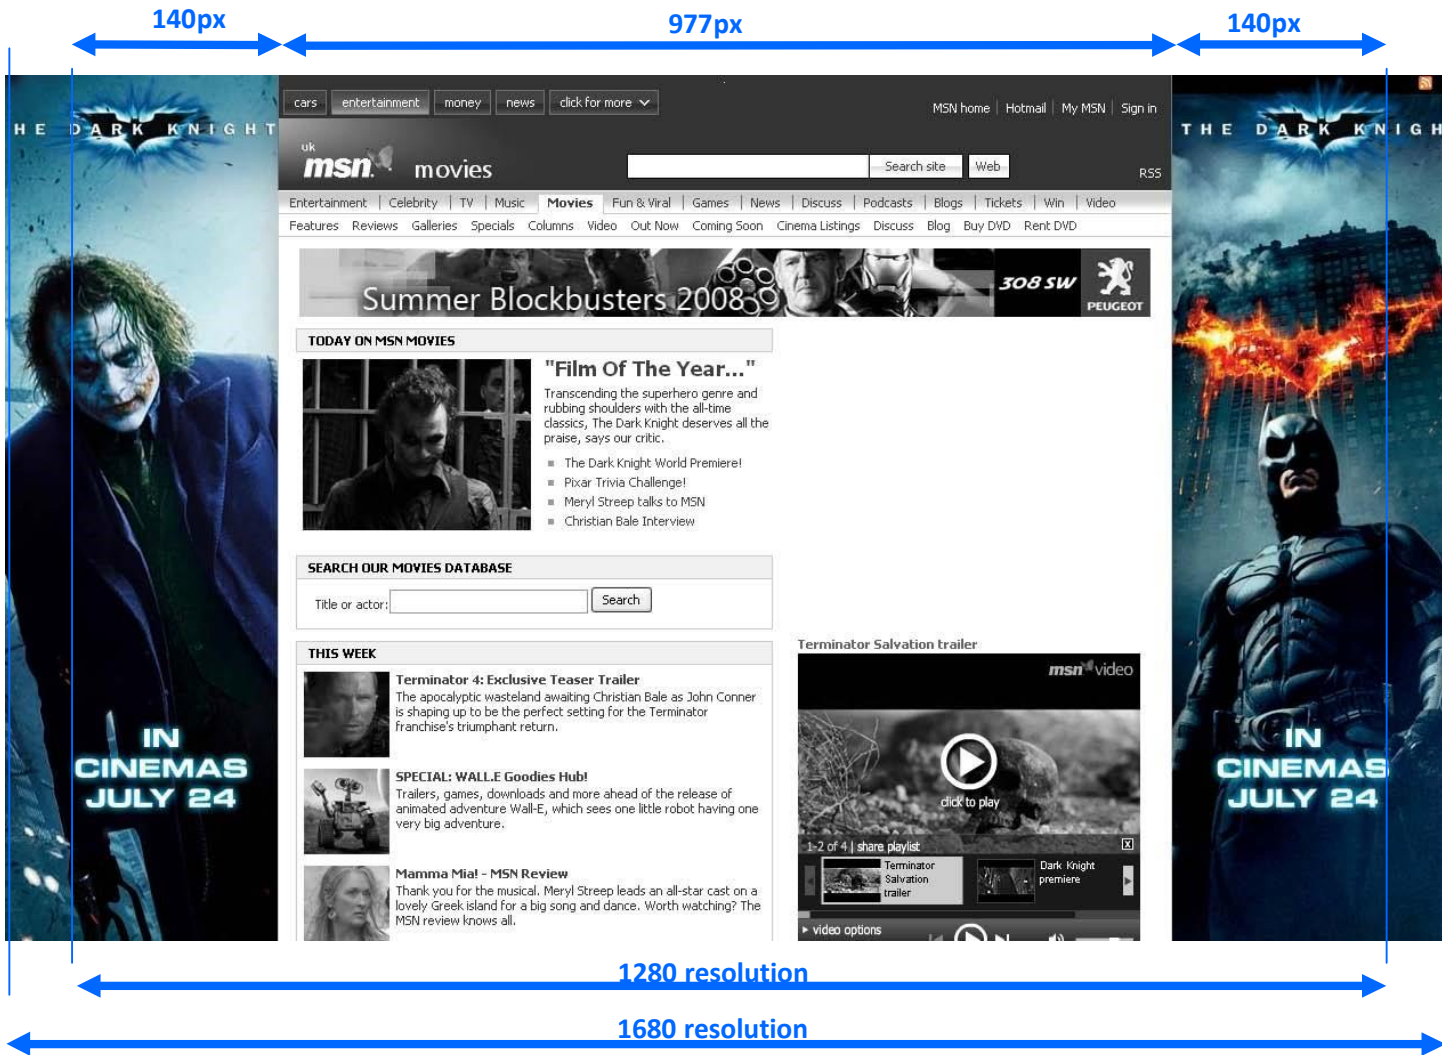 140px
977px
140px
HE DARK KNIGHT
cars entertainment money news click for more
MSN home | Hotmail | My MSN | Sign in
THE DARK KNIGH
uk
msn movies
Search site Web
RSS
Entertainment | Celebrity | TV | Music Movies Fun & Viral | Games | News | Discuss | Podcasts | Blogs | Tickets | Win | Video
Features Reviews Galleries Specials Columns Video Out Now Coming Soon Cinema Listings Discuss Blog Buy DVD Rent DVD
Summer Blockbusters 2008
308 SW
PEUGEOT
TODAY ON MSN MOVIES
"Film Of The Year..."
Transcending the superhero genre and
rubbing shoulders with the all-time
classics, The Dark Knight deserves all the
praise, says our critic.
The Dark Knight World Premiere!
Pixar Trivia Challenge!
Meryl Streep talks to MSN
Christian Bale Interview
SEARCH OUR MOVIES DATABASE
Title or actor: Search
THIS WEEK
Terminator 4: Exclusive Teaser Trailer
The apocalyptic wasteland awaiting Christian Bale as John Conner
is shaping up to be the perfect setting for the Terminator
franchise's triumphant return.
SPECIAL: WALL.E Goodies Hub!
Trailers, games, downloads and more ahead of the release of
animated adventure Wall-E, which sees one little robot having one
very big adventure.
Mamma Mia! - MSN Review
Thank you for the musical. Meryl Streep leads an all-star cast on a
lovely Greek island for a big song and dance. Worth watching? The
MSN review knows all.
Terminator Salvation trailer
msn video
click to play
1-2 of 4 | share playlist
Terminator
Salvation
trailer
Dark Knight
premiere
video options
IN
CINEMAS
JULY 24
IN
CINEMAS
JULY 24
1280 resolution
1680 resolution